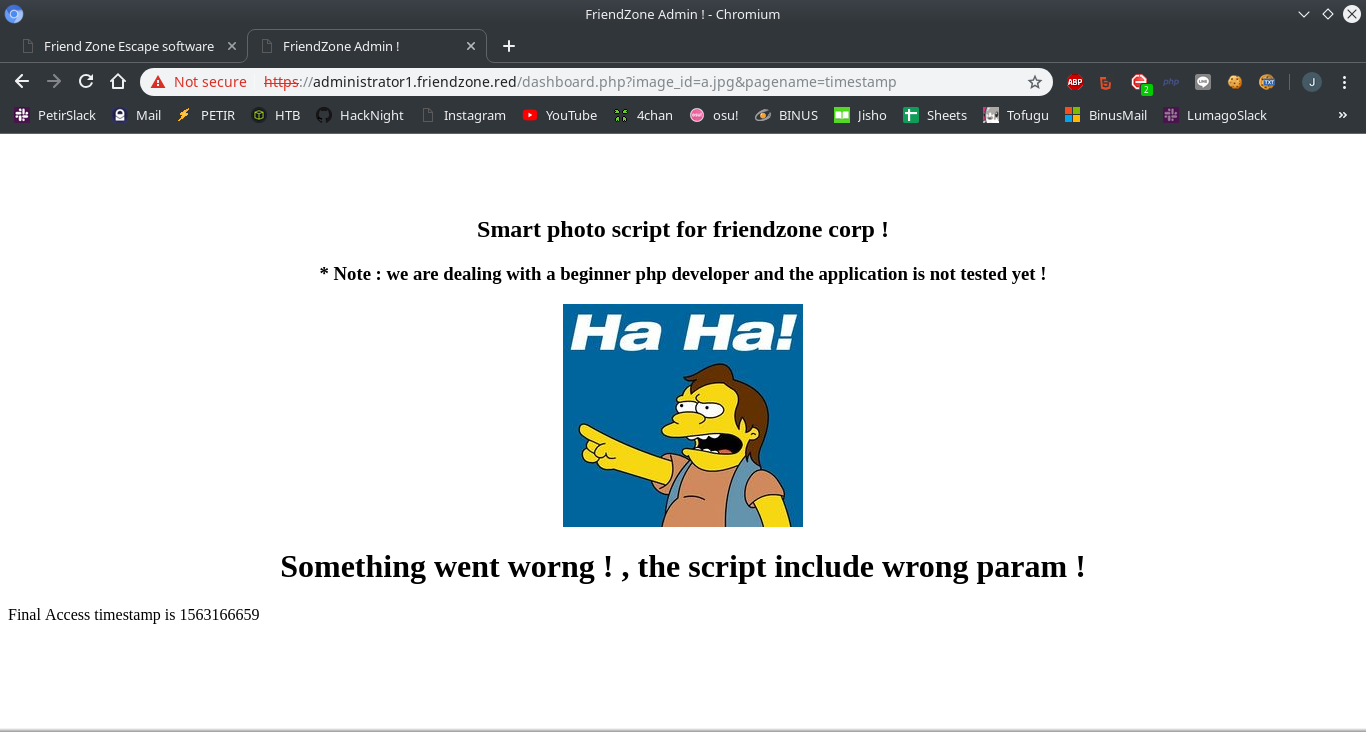 FriendZone Admin ! - Chromium
Friend Zone Escape software
FriendZone Admin !
Not secure https://administrator1.friendzone.red/dashboard.php?image_id=a.jpg&pagename=timestamp ABP 2 php LINE TXT J
PetirSlack Mail PETIR HTB HackNight Instagram YouTube 4chan osu! BINUS Jisho Sheets Tofugu BinusMail LumagoSlack »
Smart photo script for friendzone corp !
* Note : we are dealing with a beginner php developer and the application is not tested yet !
Ha Ha!
Something went worng ! , the script include wrong param !
Final Access timestamp is 1563166659